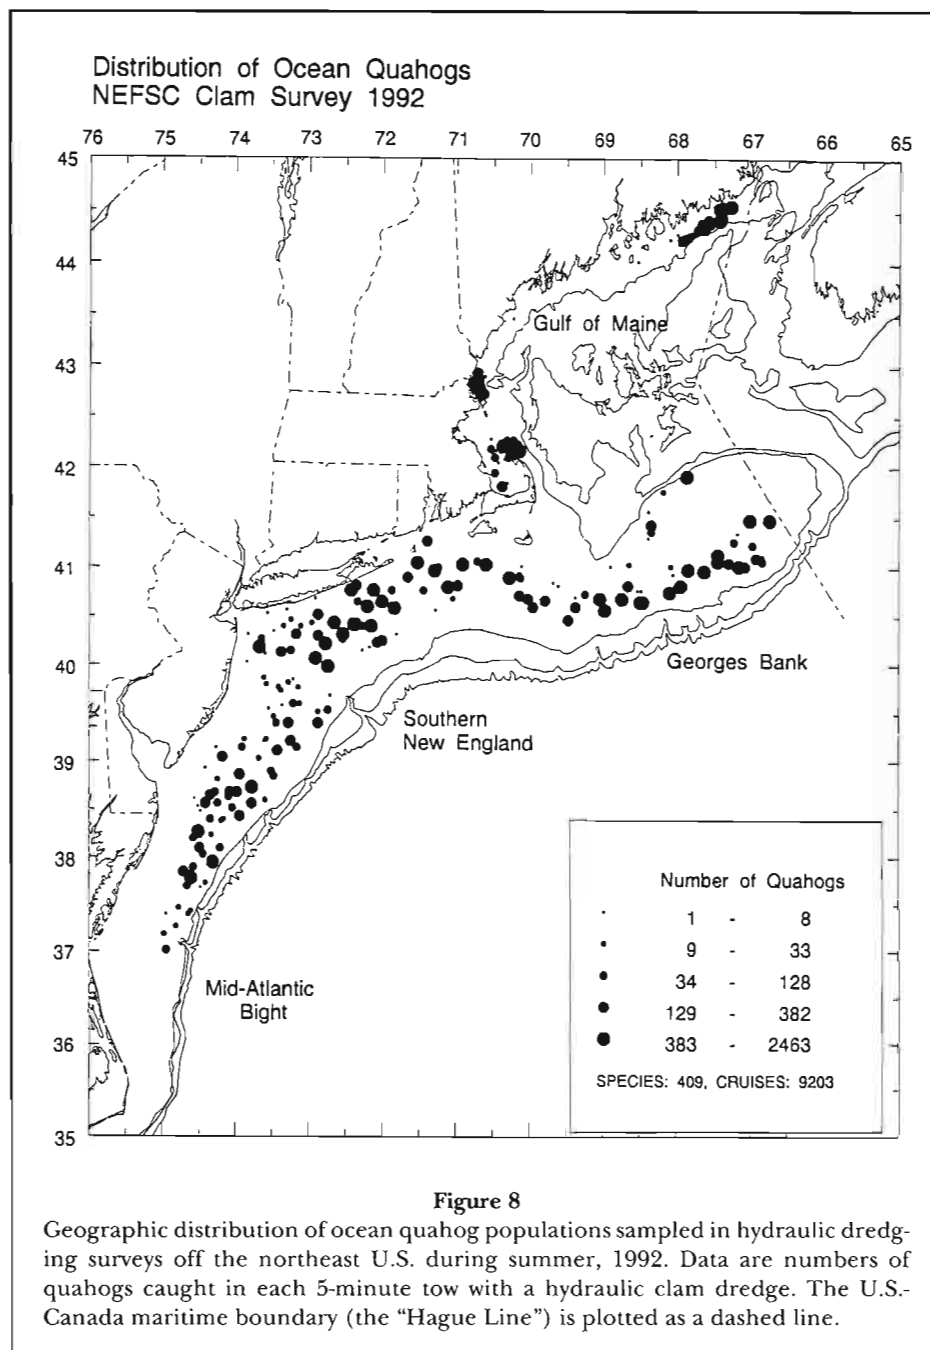 Distribution of Ocean Quahogs
NEFSC Clam Survey 1992
76 75 74 73 72 71 70 69 68 67 66 65
45
44
43
42
41
40
39
38
37
36
35
Gulf of Maine
Georges Bank
Southern
New England
Mid-Atlantic
Bight
Number of Quahogs
1 - 8
9 - 33
34 - 128
129 - 382
383 - 2463
SPECIES: 409, CRUISES: 9203
Figure 8
Geographic distribution of ocean quahog populations sampled in hydraulic dredg-
ing surveys off the northeast U.S. during summer, 1992. Data are numbers of
quahogs caught in each 5-minute tow with a hydraulic clam dredge. The U.S.-
Canada maritime boundary (the “Hague Line”) is plotted as a dashed line.